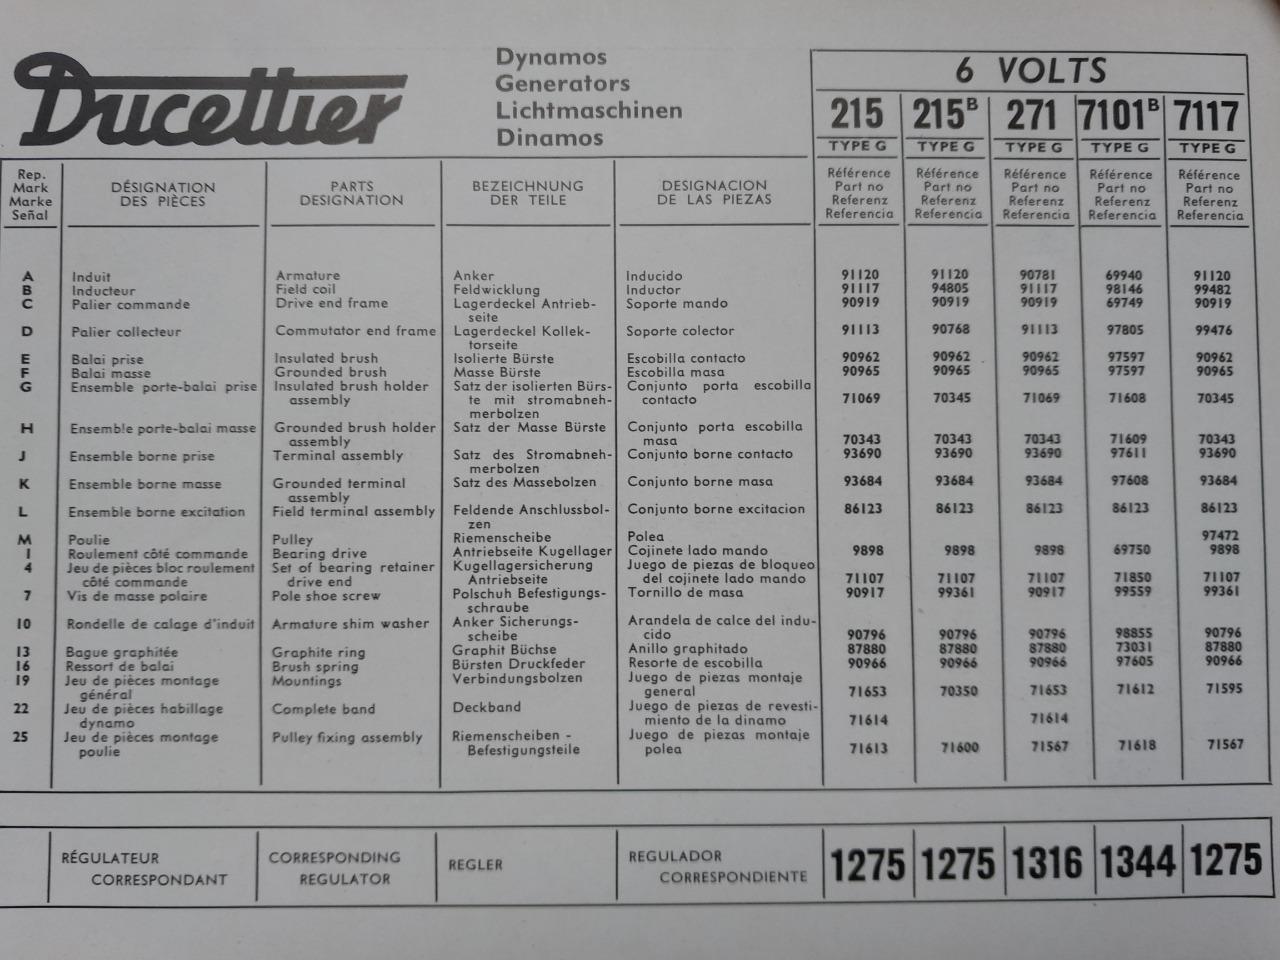 Ducellier
Dynamos
Generators
Lichtmaschinen
Dinamos
6 VOLTS
215 215B 271 7101B 7117
TYPE G TYPE G TYPE G TYPE G TYPE G
Rep. Mark Marke Señal
DÉSIGNATION DES PIÈCES
PARTS DESIGNATION
BEZEICHNUNG DER TEILE
DESIGNACION DE LAS PIEZAS
Référence Référence Référence Référence Référence
Part no Part no Part no Part no Part no
Referenz Referenz Referenz Referenz Referenz
Referencia Referencia Referencia Referencia Referencia
A Induit Armature Anker Inducido 91120 91120 90781 69940 91120
B Inducteur Field coil Feldwicklung Inductor 91117 94805 91117 98146 99482
C Palier commande Drive end frame Lagerdeckel Antrieb- Soporte mando 90919 90919 90919 69749 90919
seite
D Palier collecteur Commutator end frame Lagerdeckel Kollek- Soporte colector 91113 90768 91113 97805 99476
torseite
E Balai prise Insulated brush Isolierte Bürste Escobilla contacto 90962 90962 90962 97597 90962
F Balai masse Grounded brush Masse Bürste Escobilla masa 90965 90965 90965 97597 90965
G Ensemble porte-balai prise Insulated brush holder Satz der isolierten Bürs- Conjunto porta escobilla
assembly te mit stromabneh- contacto 71069 70345 71069 71608 70345
merbolzen
H Ensemble porte-balai masse Grounded brush holder Satz der Masse Bürste Conjunto porta escobilla
assembly masa 70343 70343 70343 71609 70343
J Ensemble borne prise Terminal assembly Satz des Stromabneh- Conjunto borne contacto 93690 93690 93690 97611 93690
merbolzen
K Ensemble borne masse Grounded terminal Satz des Massebolzen Conjunto borne masa 93684 93684 93684 97608 93684
assembly
L Ensemble borne excitation Field terminal assembly Feldende Anschlussbol- Conjunto borne excitacion 86123 86123 86123 86123 86123
zen
M Poulie Pulley Riemenscheibe Polea 97472
1 Roulement côté commande Bearing drive Antriebseite Kugellager Cojinete lado mando 9898 9898 9898 69750 9898
4 Jeu de pièces bloc roulement Set of bearing retainer Kugellagersicherung Juego de piezas de bloqueo
côté commande drive end Antriebseite del cojinete lado mando 71107 71107 71107 71850 71107
7 Vis de masse polaire Pole shoe screw Polschuh Befestigungs- Tornillo de masa 90917 99361 90917 99559 99361
schraube
10 Rondelle de calage d'induit Armature shim washer Anker Sicherungs- Arandela de calce del indu-
scheibe cido 90796 90796 90796 98855 90796
13 Bague graphitée Graphite ring Graphit Büchse Anillo graphitado 87880 87880 87880 73031 87880
16 Ressort de balai Brush spring Bürsten Druckfeder Resorte de escobilla 90966 90966 90966 97605 90966
19 Jeu de pièces montage Mountings Verbindungsbolzen Juego de piezas montaje
général general 71653 70350 71653 71612 71595
22 Jeu de pièces habillage Complete band Deckband Juego de piezas de revesti-
dynamo miento de la dinamo 71614 71614
25 Jeu de pièces montage Pulley fixing assembly Riemenscheiben - Juego de piezas montaje
poulie Befestigungsteile polea 71613 71600 71567 71618 71567
RÉGULATEUR CORRESPONDANT
CORRESPONDING REGULATOR
REGLER
REGULADOR CORRESPONDIENTE
1275 1275 1316 1344 1275